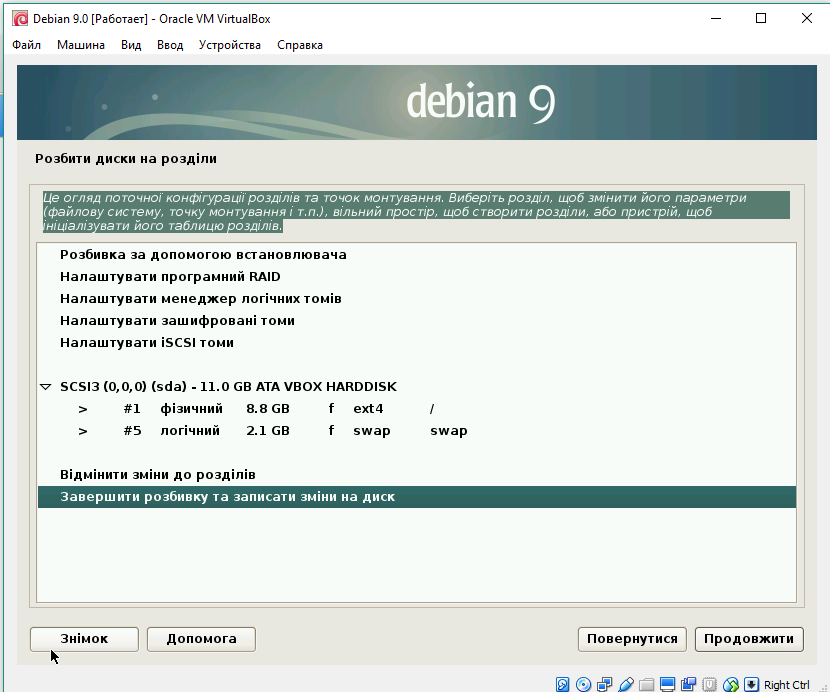 Debian 9.0 [Работает] - Oracle VM VirtualBox
Файл Машина Вид Ввод Устройства Справка
debian 9
Розбити диски на розділи
Це огляд поточної конфігурації розділів та точок монтування. Виберіть розділ, щоб змінити його параметри
(файлову систему, точку монтування і т.п.), вільний простір, щоб створити розділи, або пристрій, щоб
ініціалізувати його таблицю розділів.
Розбивка за допомогою встановлювача
Налаштувати програмний RAID
Налаштувати менеджер логічних томів
Налаштувати зашифровані томи
Налаштувати iSCSI томи
SCSI3 (0,0,0) (sda) - 11.0 GB ATA VBOX HARDDISK
> #1 фізичний 8.8 GB f ext4 /
> #5 логічний 2.1 GB f swap swap
Відмінити зміни до розділів
Завершити розбивку та записати зміни на диск
Знімок Допомога Повернутися Продовжити
Right Ctrl